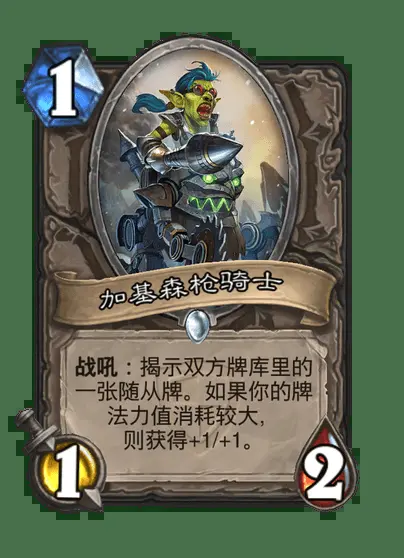 1
加基森枪骑士
战吼：揭示双方牌库里的
一张随从牌。如果你的牌
法力值消耗较大，
则获得+1/+1。
1
2